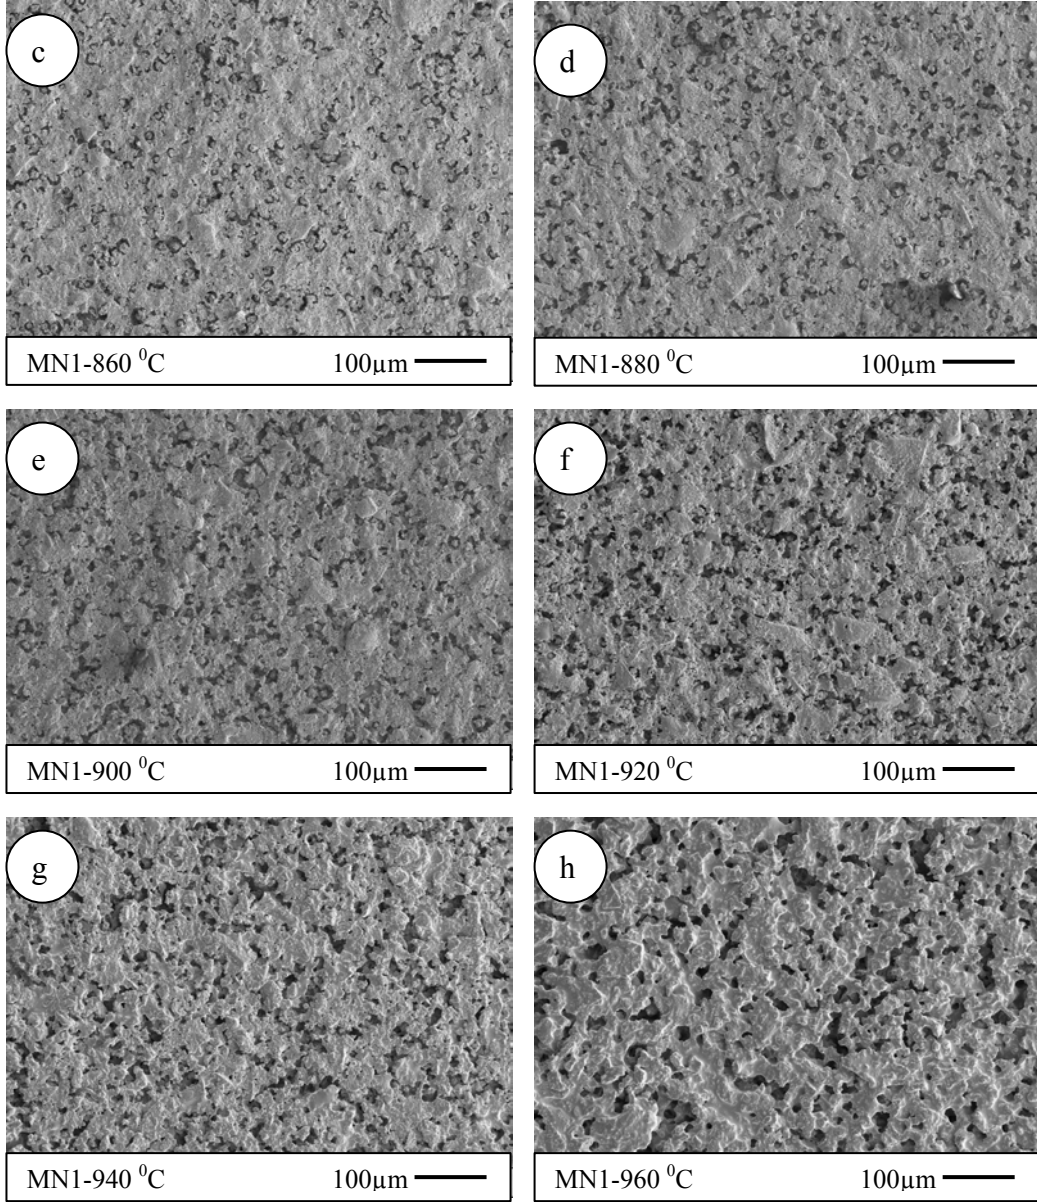 c
d
MN1-860 ⁰C 100µm
MN1-880 ⁰C 100µm
e
f
MN1-900 ⁰C 100µm
MN1-920 ⁰C 100µm
g
h
MN1-940 ⁰C 100µm
MN1-960 ⁰C 100µm